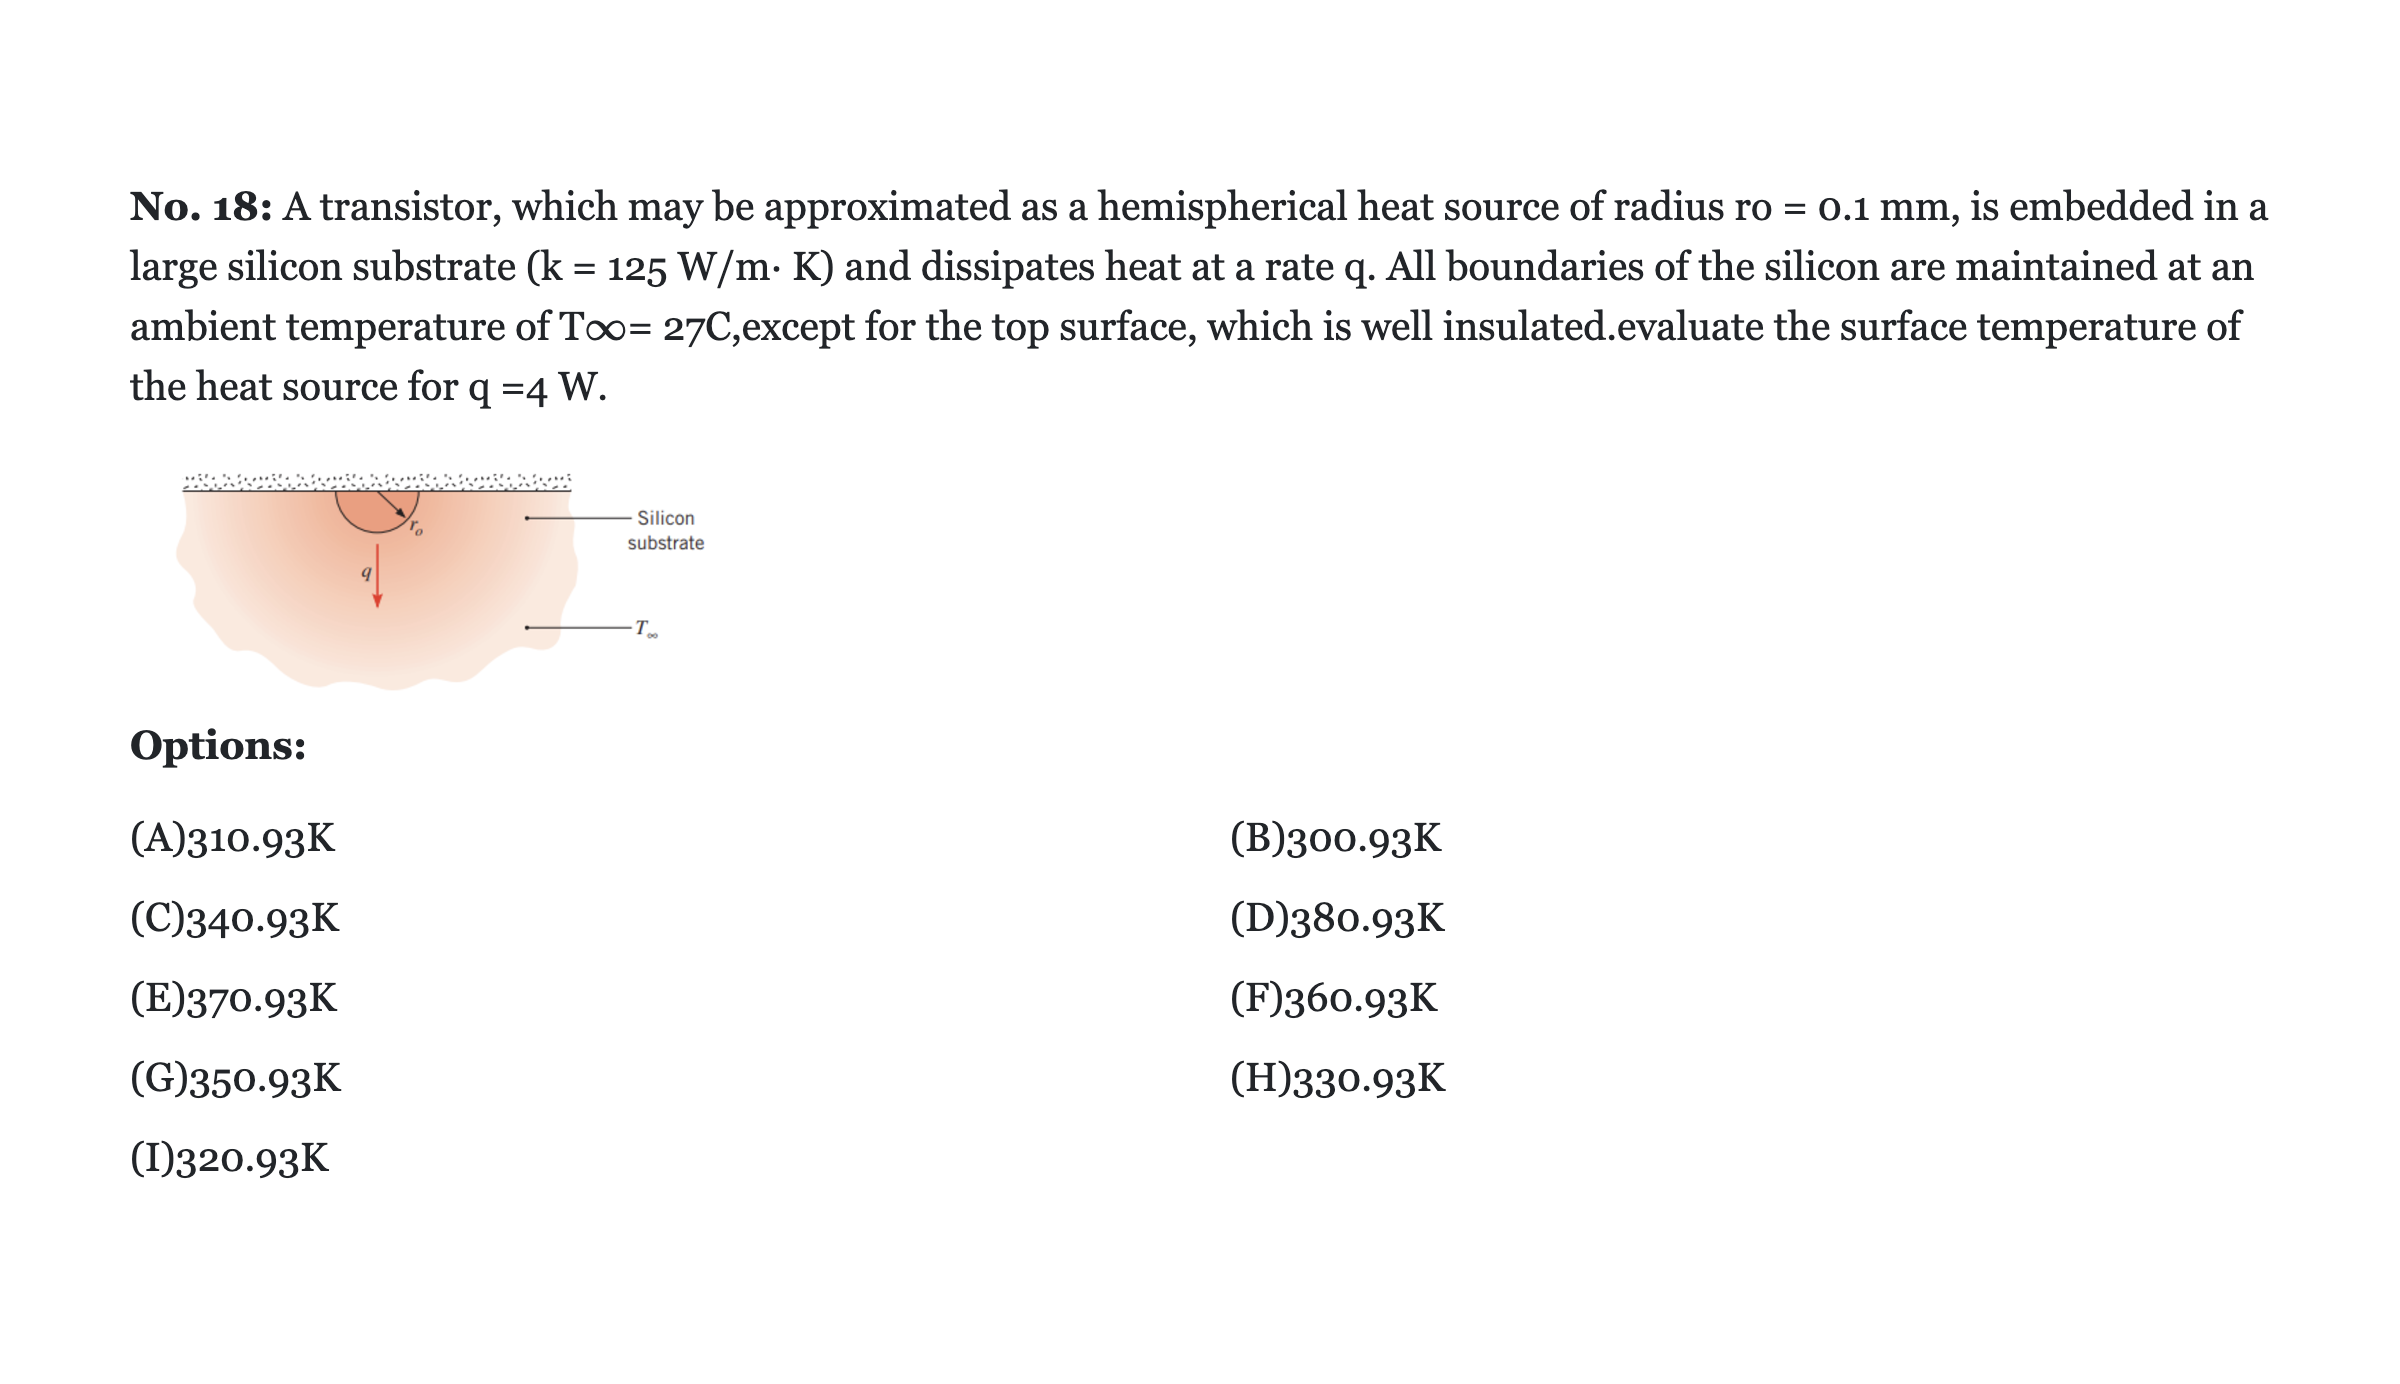 No. 18: A transistor, which may be approximated as a hemispherical heat source of radius ro = 0.1 mm, is embedded in a
large silicon substrate (k = 125 W/m· K) and dissipates heat at a rate q. All boundaries of the silicon are maintained at an
ambient temperature of T∞= 27C,except for the top surface, which is well insulated.evaluate the surface temperature of
the heat source for q =4 W.
r_o
Silicon
substrate
q
T_∞
Options:
(A)310.93K
(B)300.93K
(C)340.93K
(D)380.93K
(E)370.93K
(F)360.93K
(G)350.93K
(H)330.93K
(I)320.93K